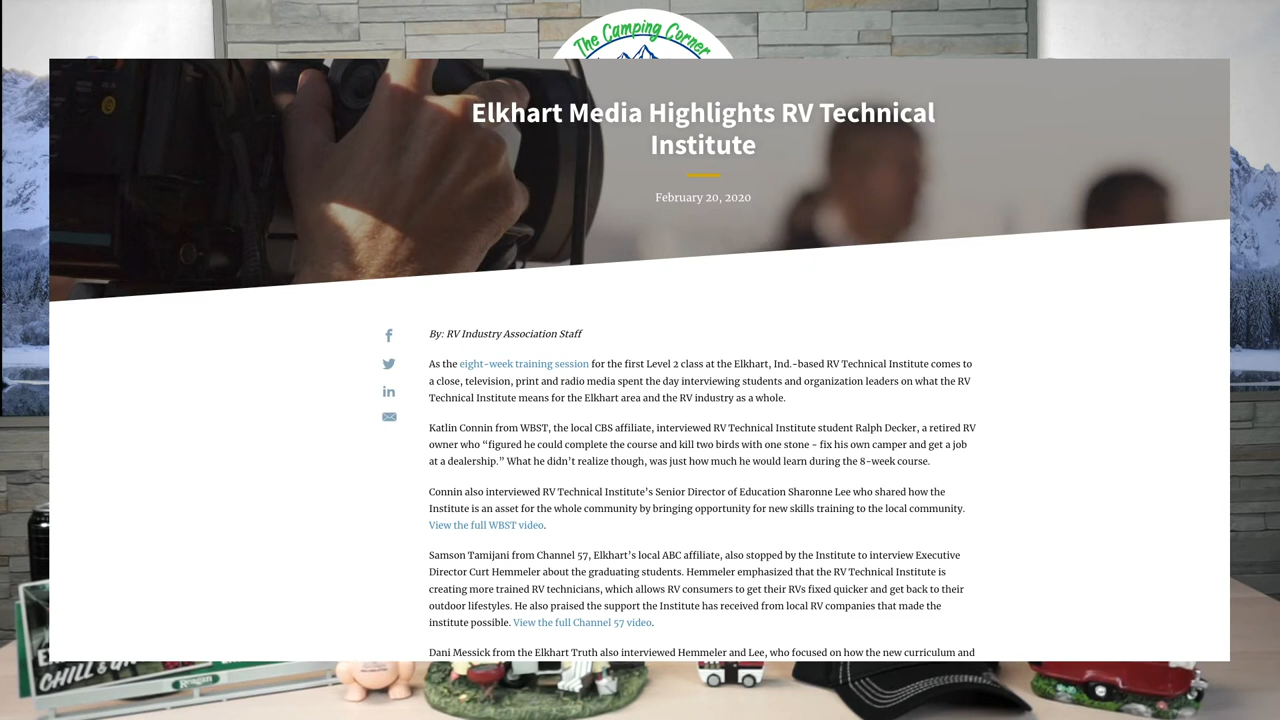 The Camping Corner
Elkhart Media Highlights RV Technical
Institute
February 20, 2020
By: RV Industry Association Staff
As the eight-week training session for the first Level 2 class at the Elkhart, Ind.-based RV Technical Institute comes to
a close, television, print and radio media spent the day interviewing students and organization leaders on what the RV
Technical Institute means for the Elkhart area and the RV industry as a whole.
Katlin Connin from WBST, the local CBS affiliate, interviewed RV Technical Institute student Ralph Decker, a retired RV
owner who “figured he could complete the course and kill two birds with one stone - fix his own camper and get a job
at a dealership.” What he didn’t realize though, was just how much he would learn during the 8-week course.
Connin also interviewed RV Technical Institute’s Senior Director of Education Sharonne Lee who shared how the
Institute is an asset for the whole community by bringing opportunity for new skills training to the local community.
View the full WBST video.
Samson Tamijani from Channel 57, Elkhart’s local ABC affiliate, also stopped by the Institute to interview Executive
Director Curt Hemmeler about the graduating students. Hemmeler emphasized that the RV Technical Institute is
creating more trained RV technicians, which allows RV consumers to get their RVs fixed quicker and get back to their
outdoor lifestyles. He also praised the support the Institute has received from local RV companies that made the
institute possible. View the full Channel 57 video.
Dani Messick from the Elkhart Truth also interviewed Hemmeler and Lee, who focused on how the new curriculum and
CHILL &
Reagan